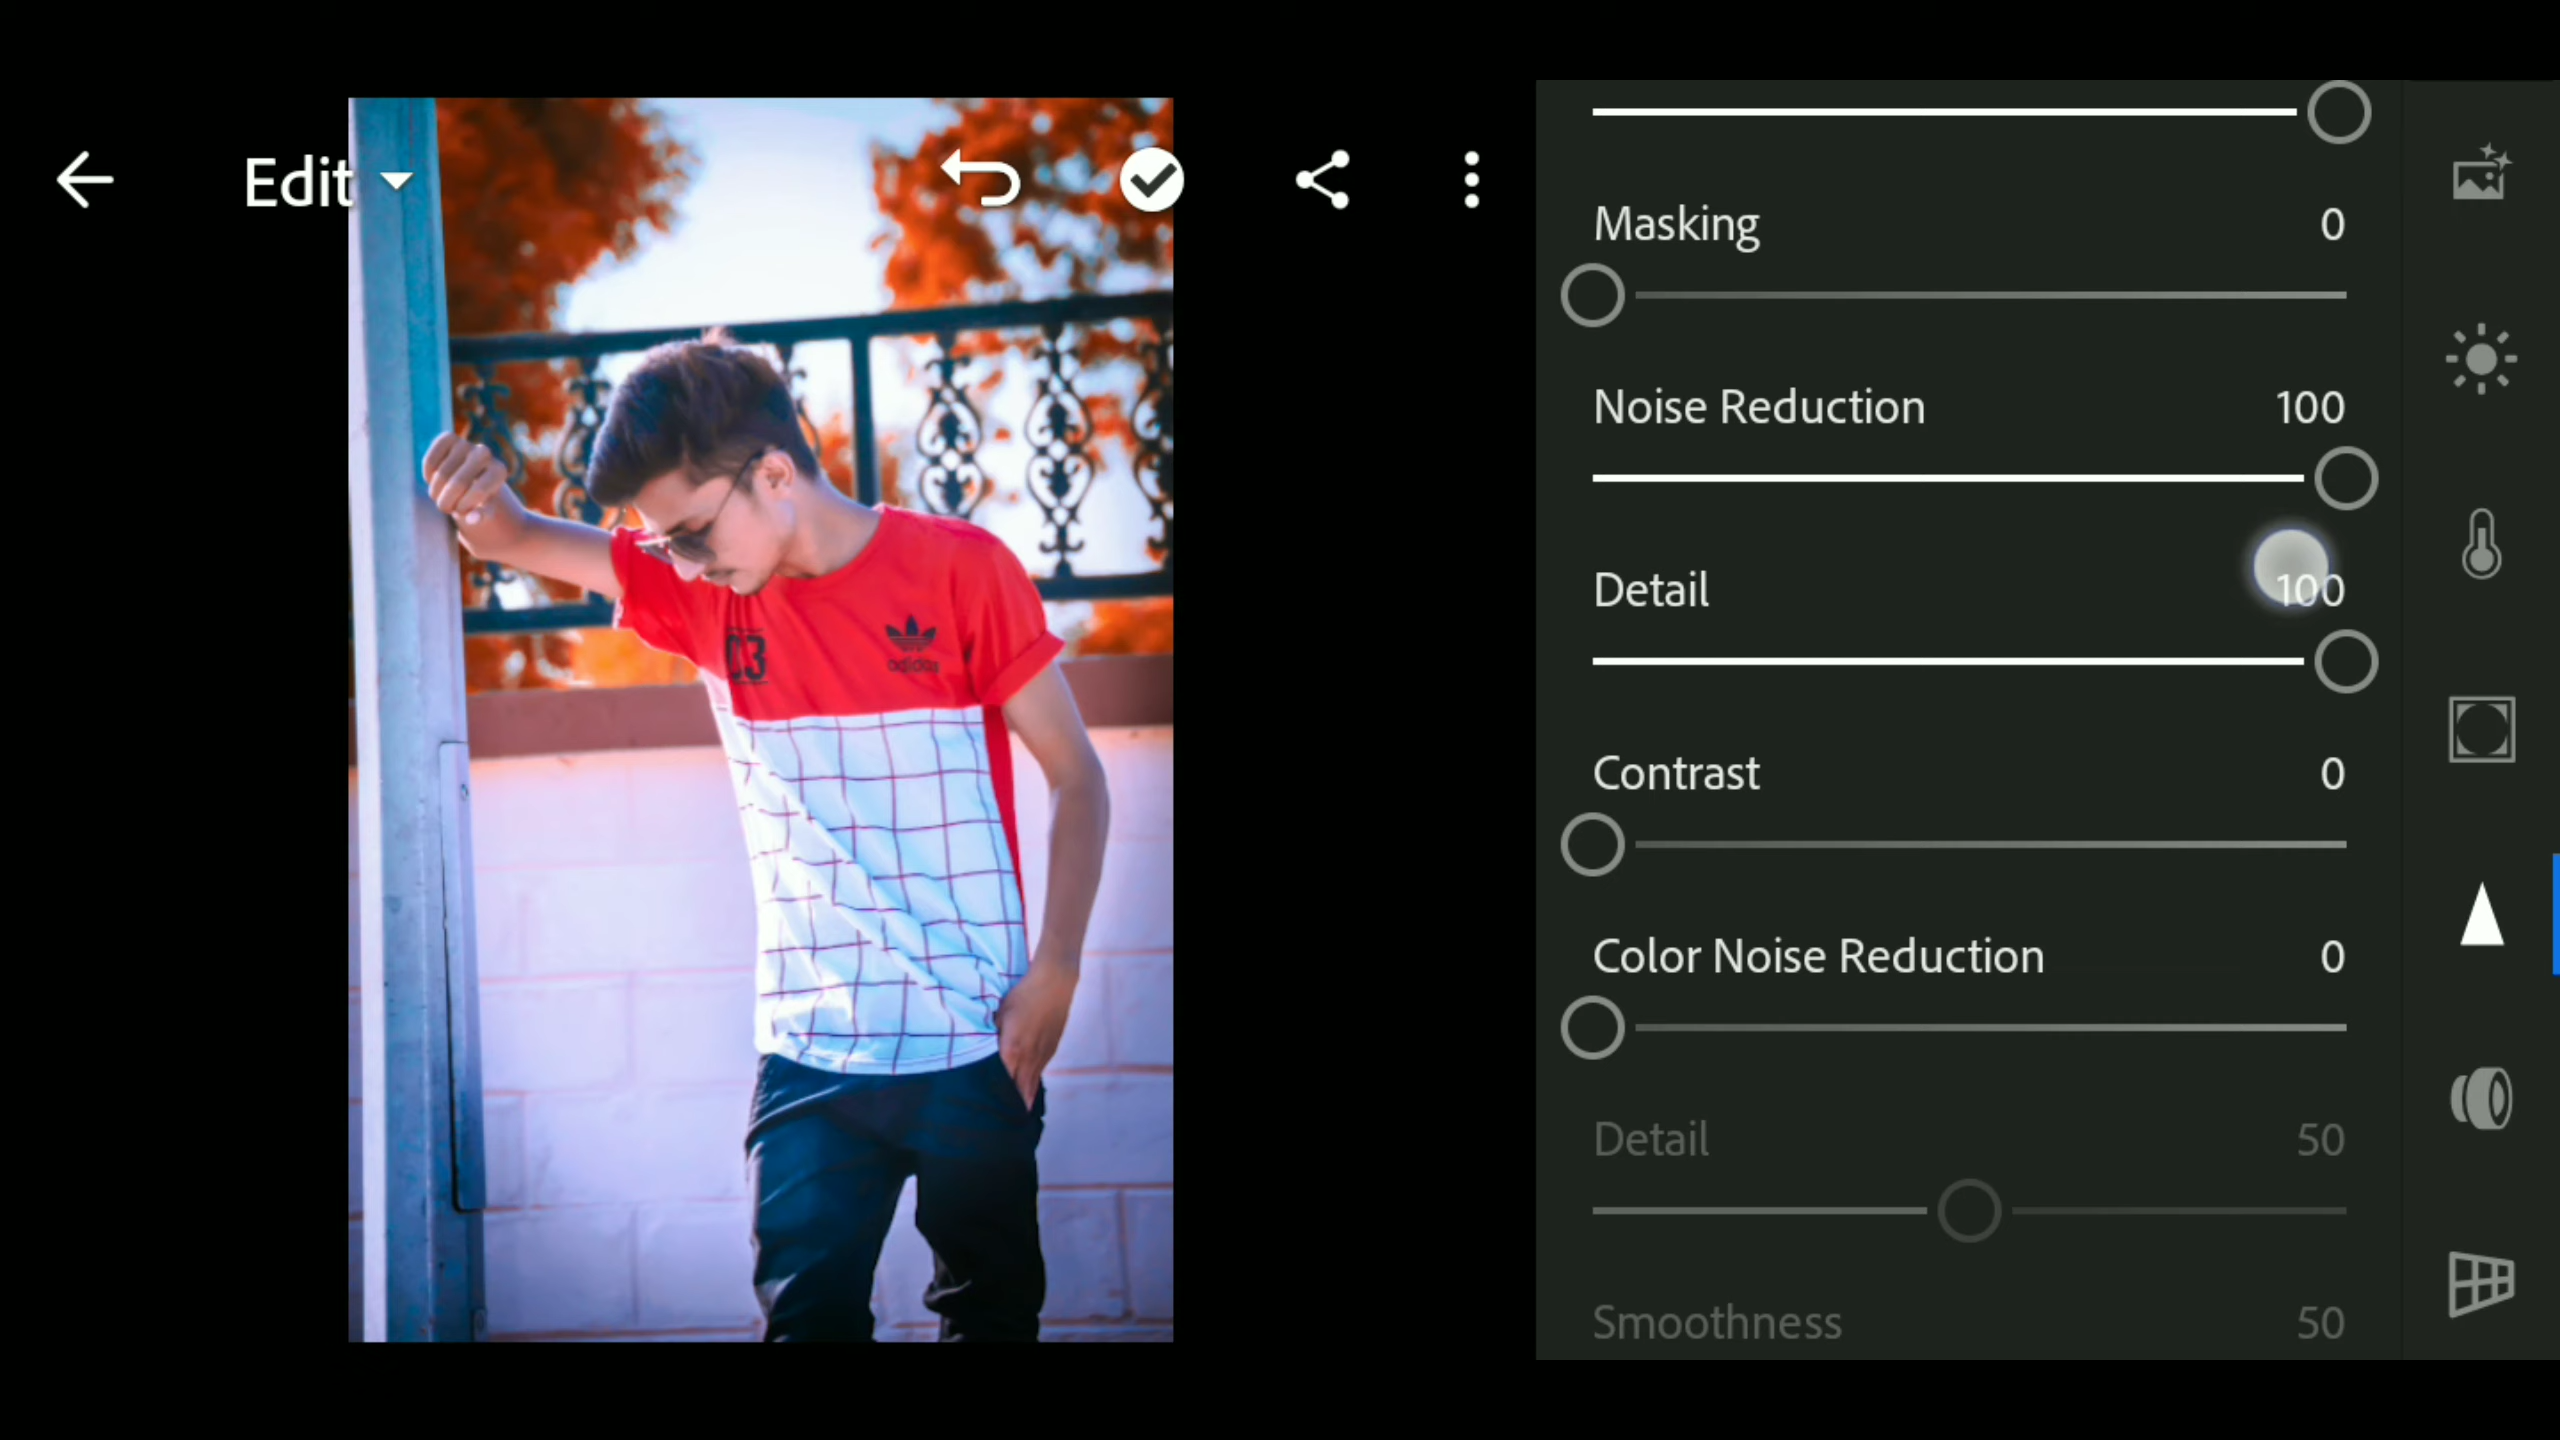 Edit
Masking 0
Noise Reduction 100
Detail 100
Contrast 0
Color Noise Reduction 0
Detail 50
Smoothness 50
03
adidas